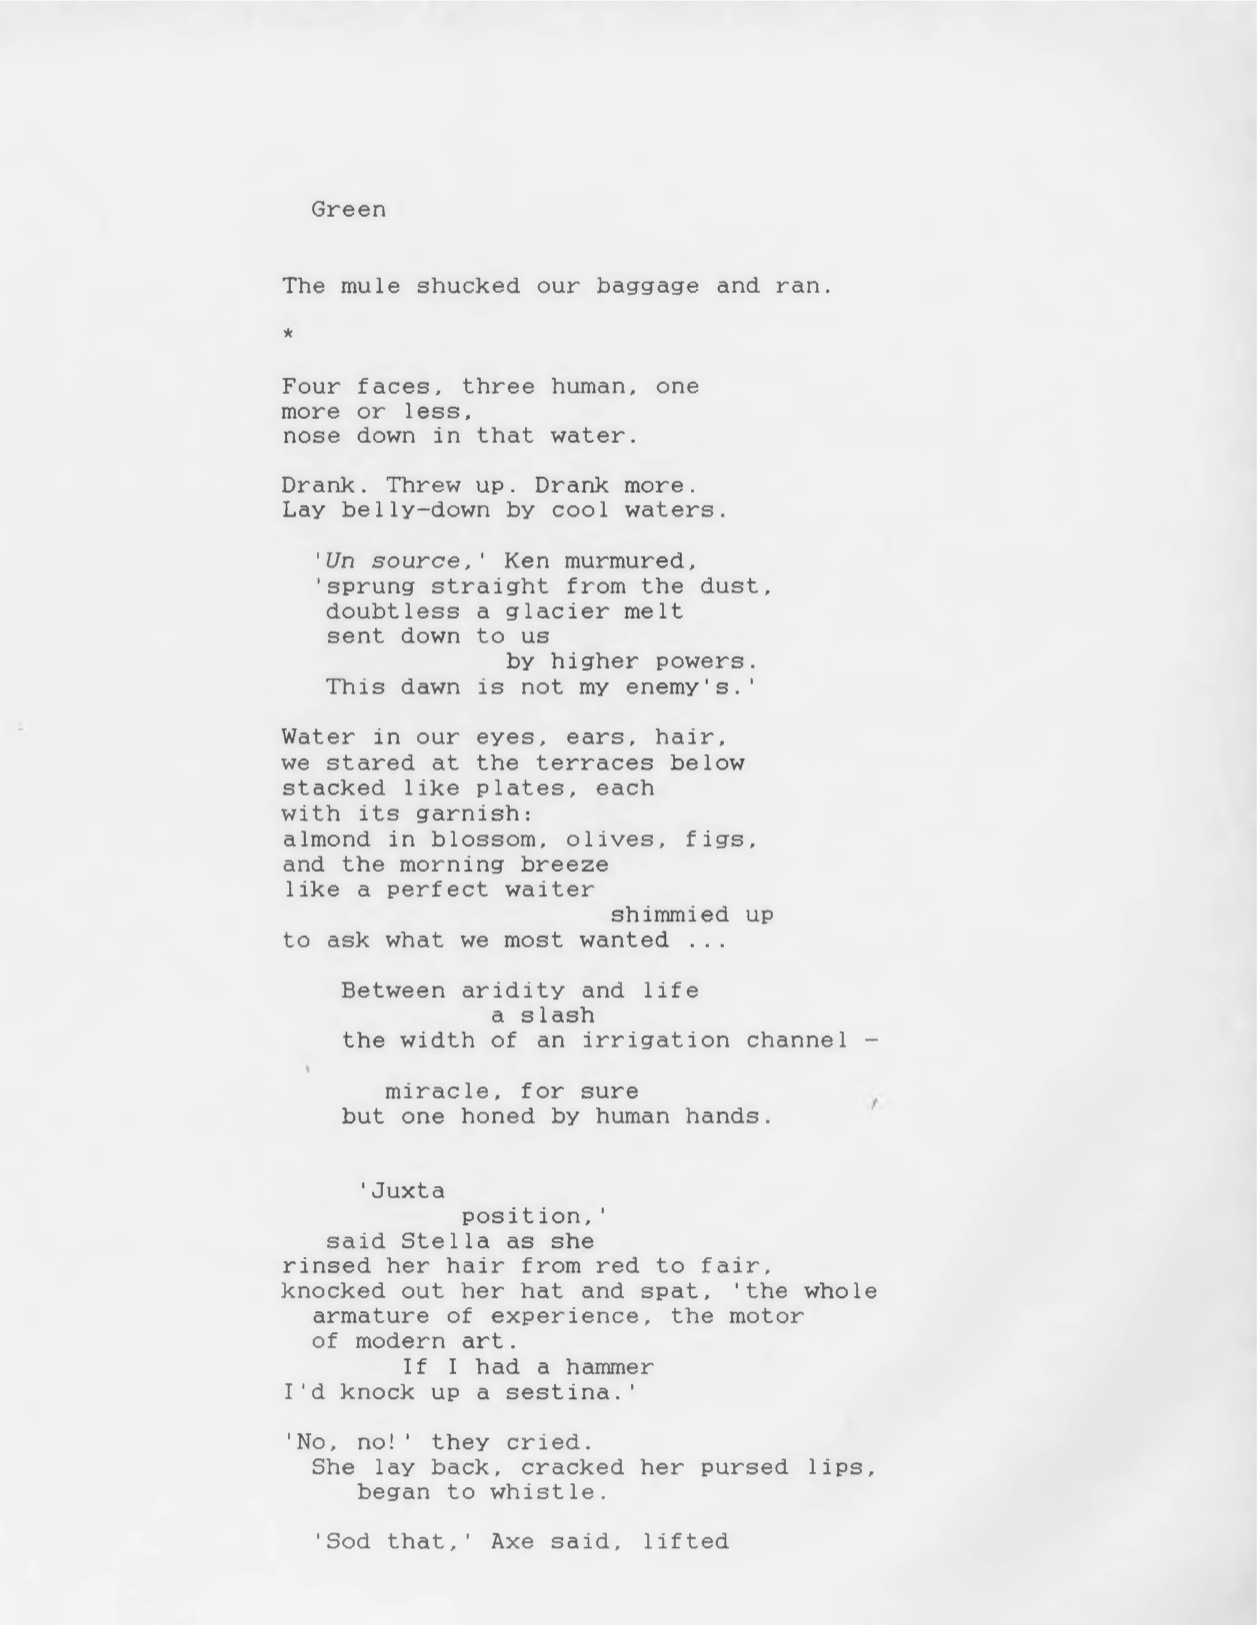 Green
The mule shucked our baggage and ran.
*
Four faces, three human, one
more or less,
nose down in that water.
Drank. Threw up. Drank more.
Lay belly-down by cool waters.
'Un source,' Ken murmured,
'sprung straight from the dust,
doubtless a glacier melt
sent down to us
by higher powers.
This dawn is not my enemy's.'
Water in our eyes, ears, hair,
we stared at the terraces below
stacked like plates, each
with its garnish:
almond in blossom, olives, figs,
and the morning breeze
like a perfect waiter
shimmied up
to ask what we most wanted ...
Between aridity and life
a slash
the width of an irrigation channel –
miracle, for sure
but one honed by human hands.
'Juxta
position,'
said Stella as she
rinsed her hair from red to fair,
knocked out her hat and spat, 'the whole
armature of experience, the motor
of modern art.
If I had a hammer
I'd knock up a sestina.'
'No, no!' they cried.
She lay back, cracked her pursed lips,
began to whistle.
'Sod that,' Axe said, lifted